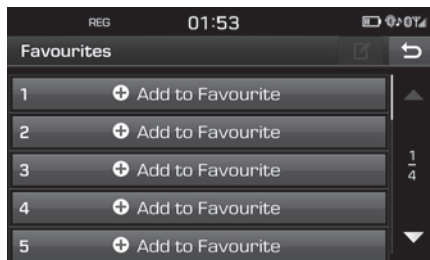 REG 01:53
Favourites
1 Add to Favourite
2 Add to Favourite
3 Add to Favourite
4 Add to Favourite
5 Add to Favourite
1
4